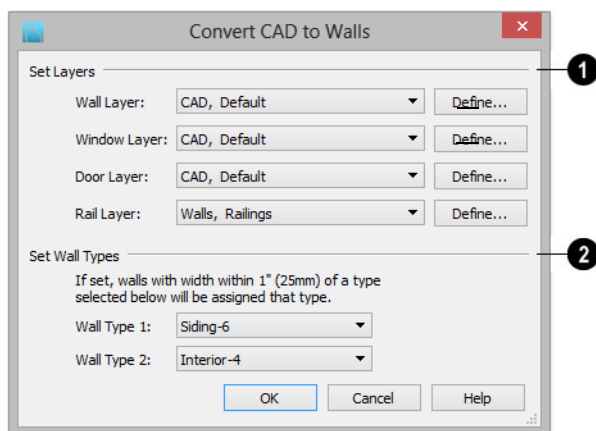 Convert CAD to Walls
Set Layers
1
Wall Layer: CAD, Default Define...
Window Layer: CAD, Default Define...
Door Layer: CAD, Default Define...
Rail Layer: Walls, Railings Define...
Set Wall Types
2
If set, walls with width within 1" (25mm) of a type
selected below will be assigned that type.
Wall Type 1: Siding-6
Wall Type 2: Interior-4
OK Cancel Help